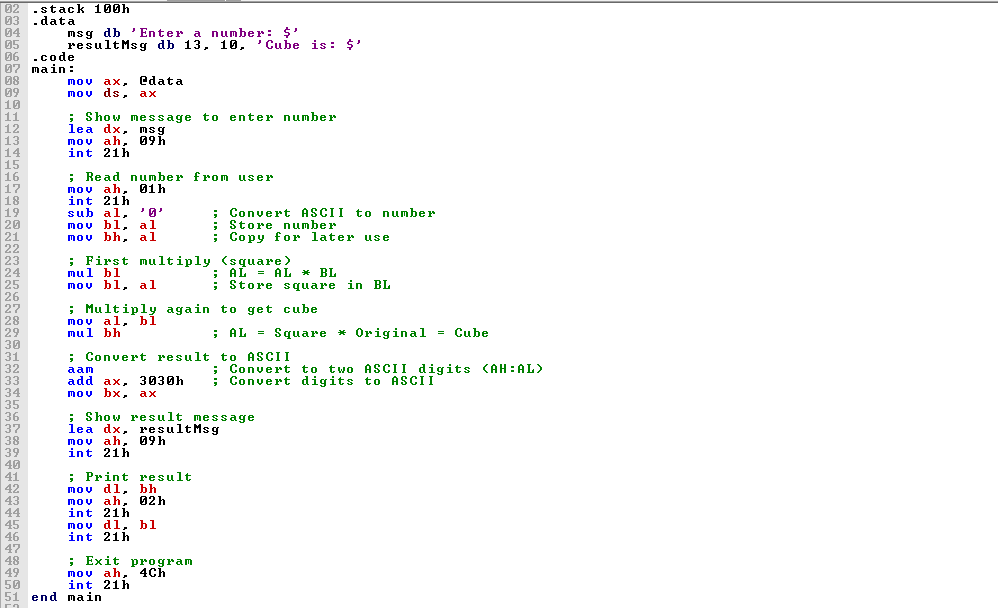 02 .stack 100h
03 .data
04     msg db 'Enter a number: $'
05     resultMsg db 13, 10, 'Cube is: $'
06 .code
07 main:
08     mov ax, @data
09     mov ds, ax
10
11     ; Show message to enter number
12     lea dx, msg
13     mov ah, 09h
14     int 21h
15
16     ; Read number from user
17     mov ah, 01h
18     int 21h
19     sub al, '0'      ; Convert ASCII to number
20     mov bl, al       ; Store number
21     mov bh, al       ; Copy for later use
22
23     ; First multiply (square)
24     mul bl           ; AL = AL * BL
25     mov bl, al       ; Store square in BL
26
27     ; Multiply again to get cube
28     mov al, bl
29     mul bh           ; AL = Square * Original = Cube
30
31     ; Convert result to ASCII
32     aam              ; Convert to two ASCII digits (AH:AL)
33     add ax, 3030h    ; Convert digits to ASCII
34     mov bx, ax
35
36     ; Show result message
37     lea dx, resultMsg
38     mov ah, 09h
39     int 21h
40
41     ; Print result
42     mov dl, bh
43     mov ah, 02h
44     int 21h
45     mov dl, bl
46     int 21h
47
48     ; Exit program
49     mov ah, 4Ch
50     int 21h
51 end main